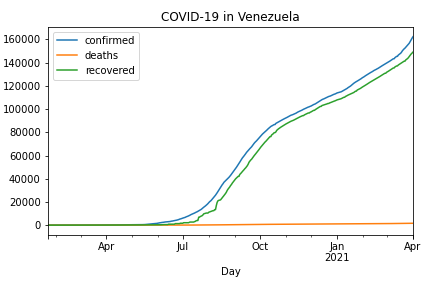 COVID-19 in Venezuela
confirmed
deaths
recovered
160000
140000
120000
100000
80000
60000
40000
20000
0
Apr Jul Oct Jan Apr
2021
Day